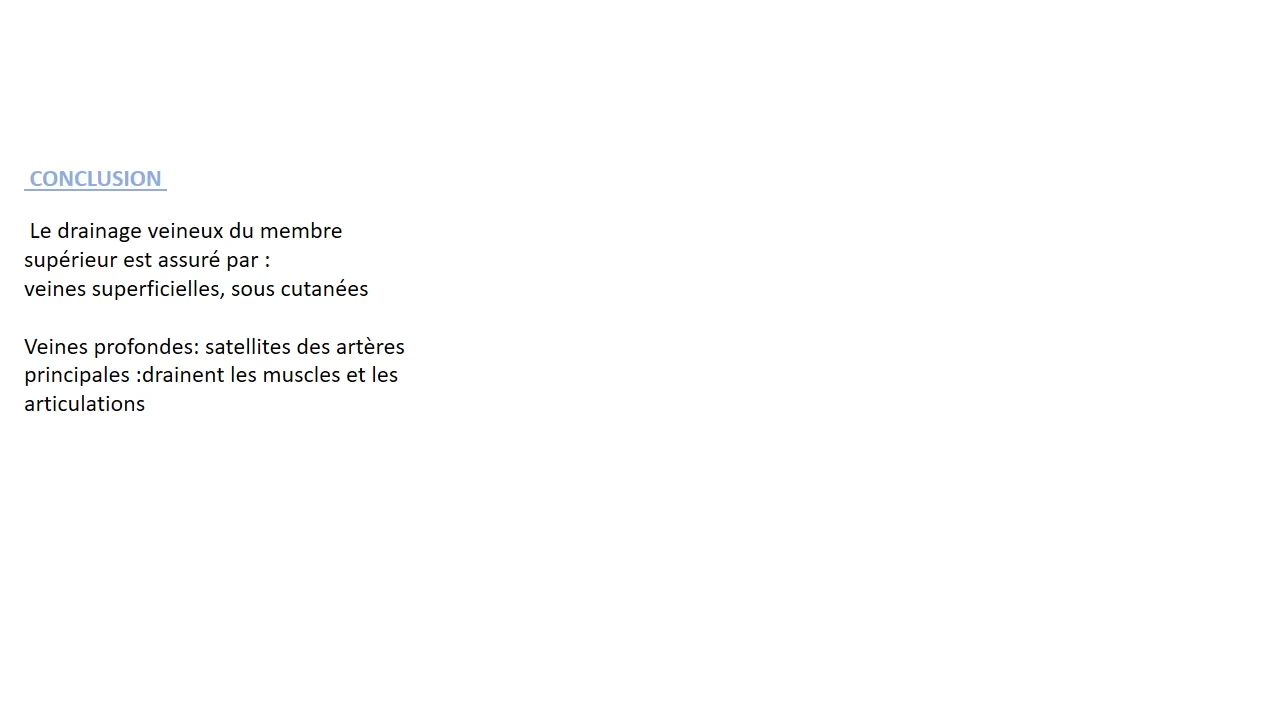 CONCLUSION
Le drainage veineux du membre
supérieur est assuré par :
veines superficielles, sous cutanées
Veines profondes: satellites des artères
principales :drainent les muscles et les
articulations